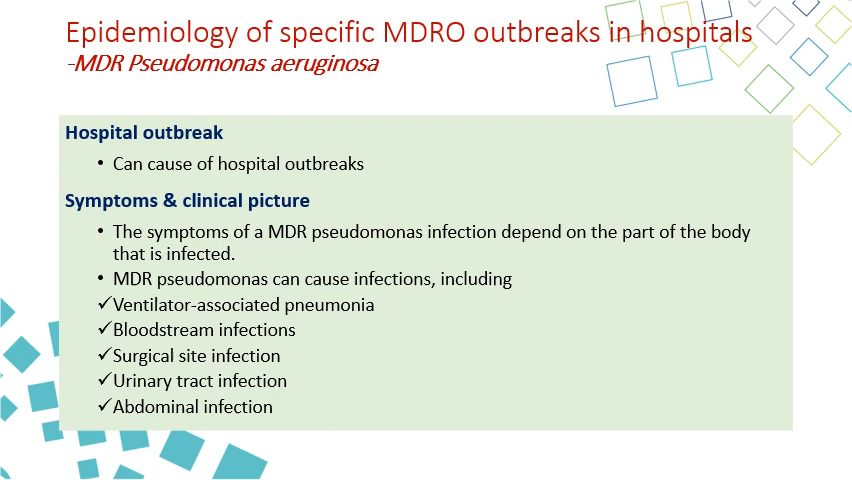 Epidemiology of specific MDRO outbreaks in hospitals
-MDR Pseudomonas aeruginosa
Hospital outbreak
• Can cause of hospital outbreaks
Symptoms & clinical picture
• The symptoms of a MDR pseudomonas infection depend on the part of the body
that is infected.
• MDR pseudomonas can cause infections, including
✓Ventilator-associated pneumonia
✓Bloodstream infections
✓Surgical site infection
✓Urinary tract infection
✓Abdominal infection